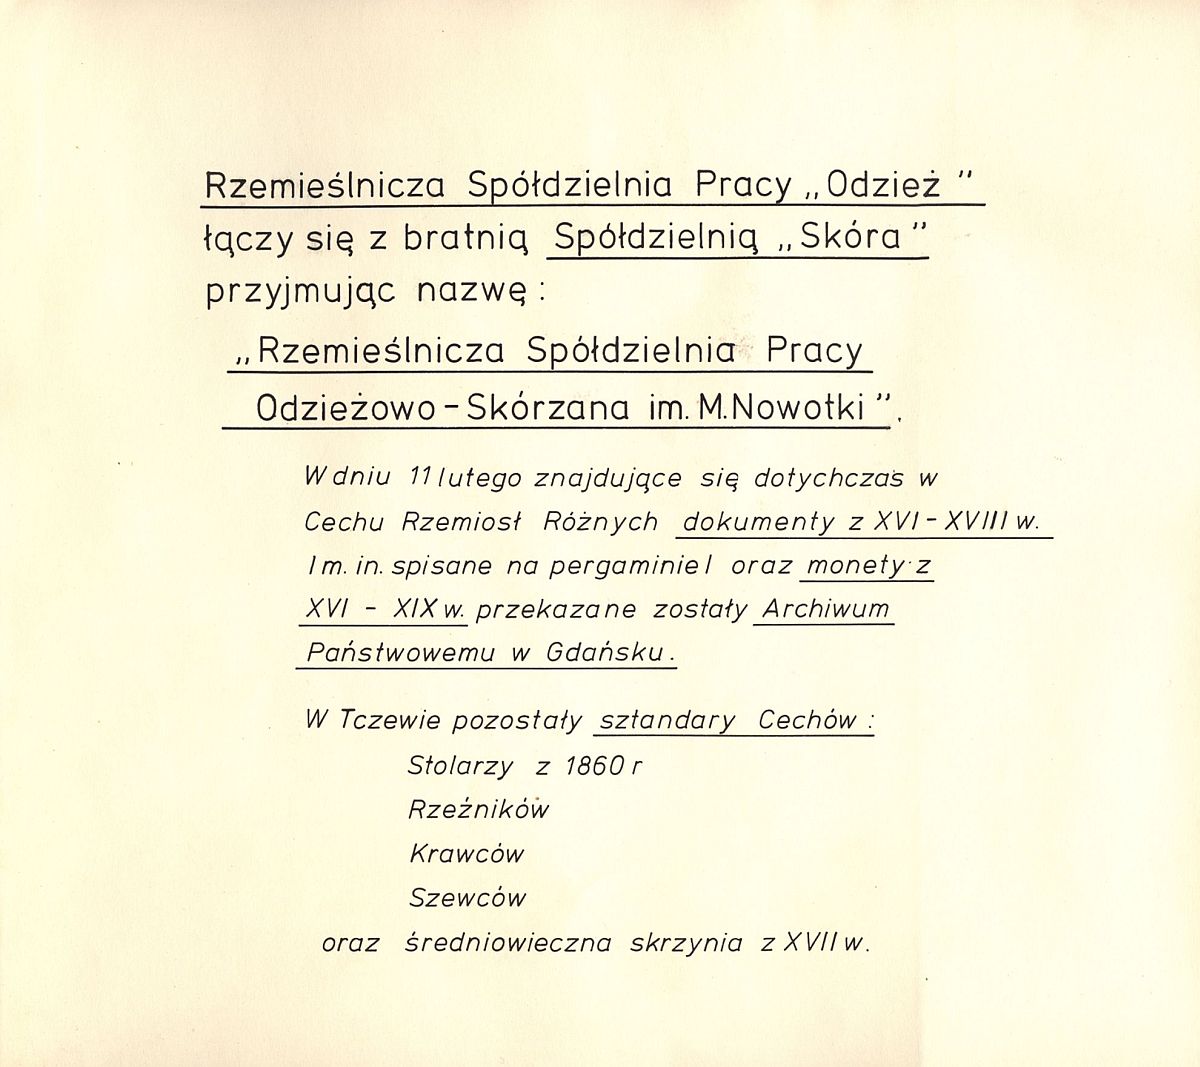 Rzemieślnicza Spółdzielnia Pracy „Odzież”
łączy się z bratnią Spółdzielnią „Skóra”
przyjmując nazwę :
„Rzemieślnicza Spółdzielnia Pracy
Odzieżowo - Skórzana im. M. Nowotki”.
W dniu 11 lutego znajdujące się dotychczas w
Cechu Rzemiosł Różnych dokumenty z XVI - XVIII w.
/m. in. spisane na pergaminie/ oraz monety z
XVI - XIX w. przekazane zostały Archiwum
Państwowemu w Gdańsku.
W Tczewie pozostały sztandary Cechów :
Stolarzy z 1860 r
Rzeźników
Krawców
Szewców
oraz średniowieczna skrzynia z XVII w.